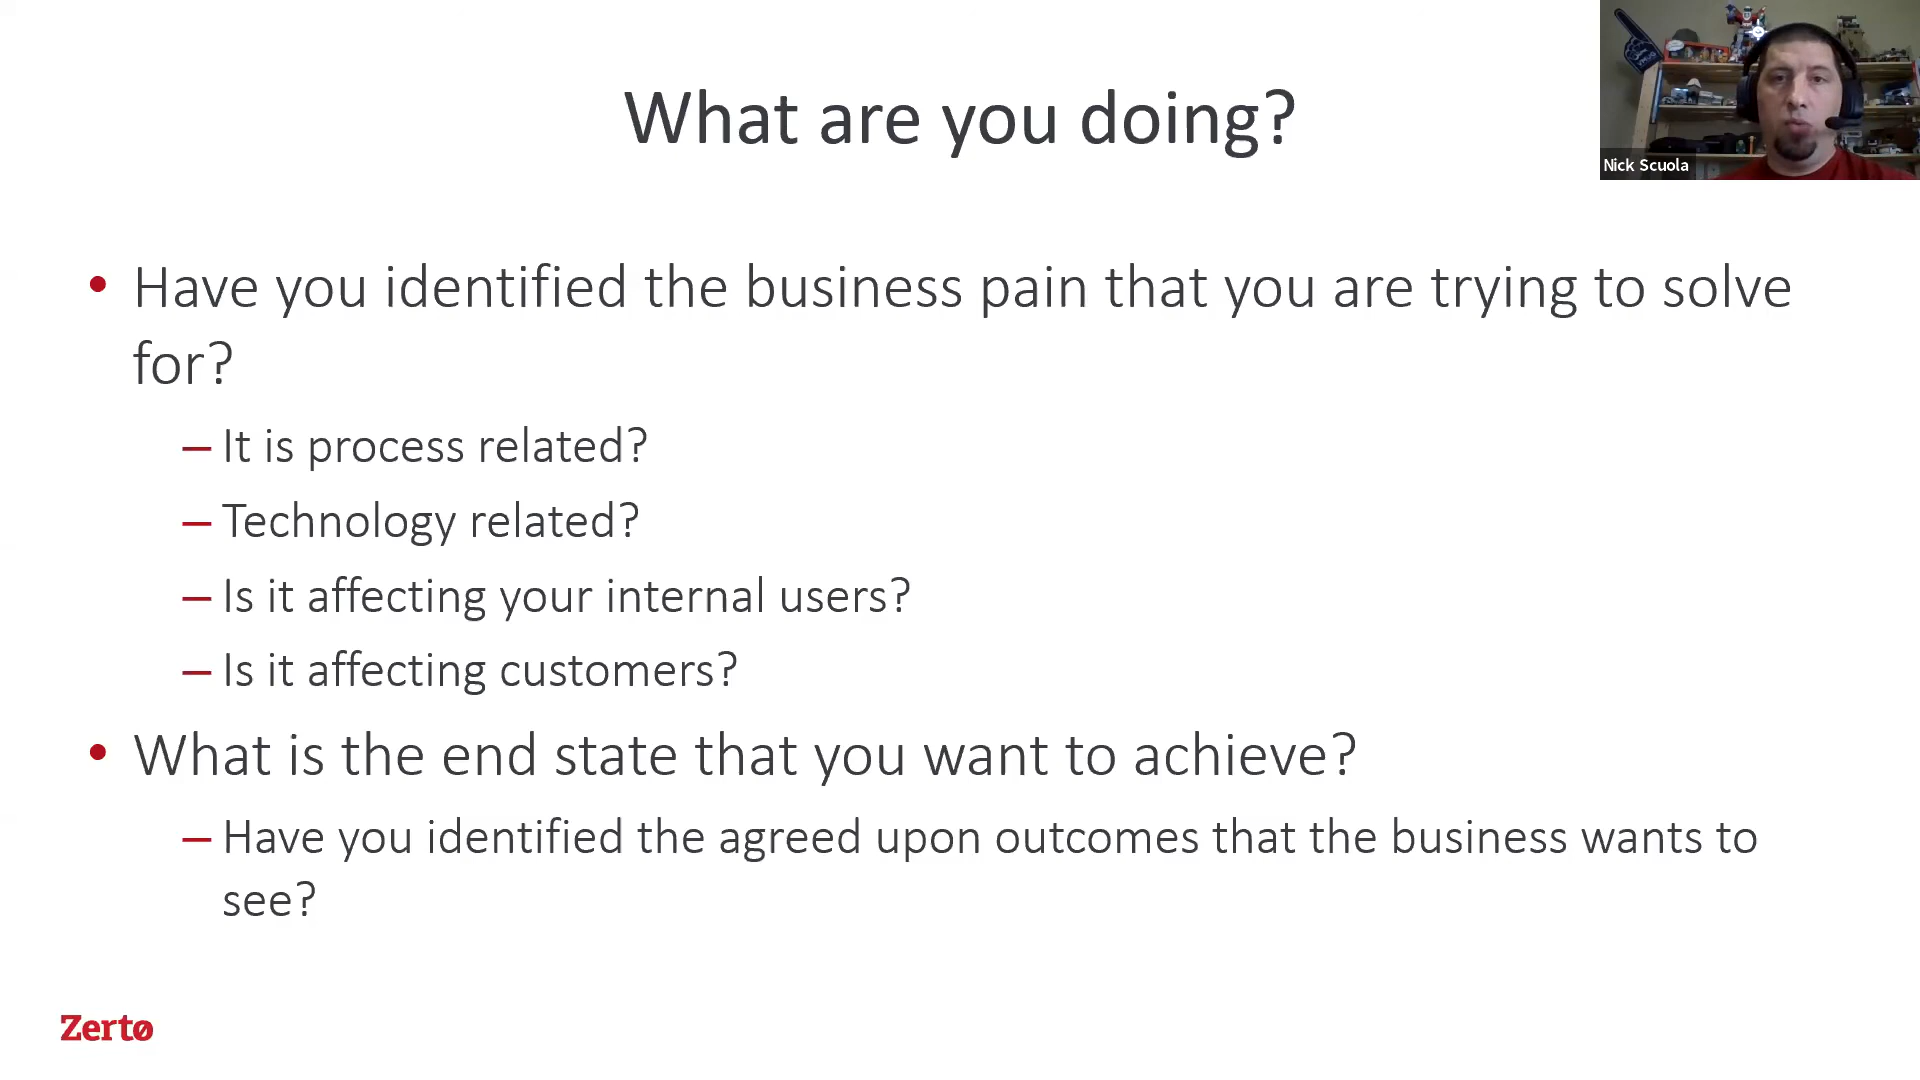 What are you doing?
Nick Scuola
• Have you identified the business pain that you are trying to solve
for?
– It is process related?
– Technology related?
– Is it affecting your internal users?
– Is it affecting customers?
• What is the end state that you want to achieve?
– Have you identified the agreed upon outcomes that the business wants to
see?
Zertø